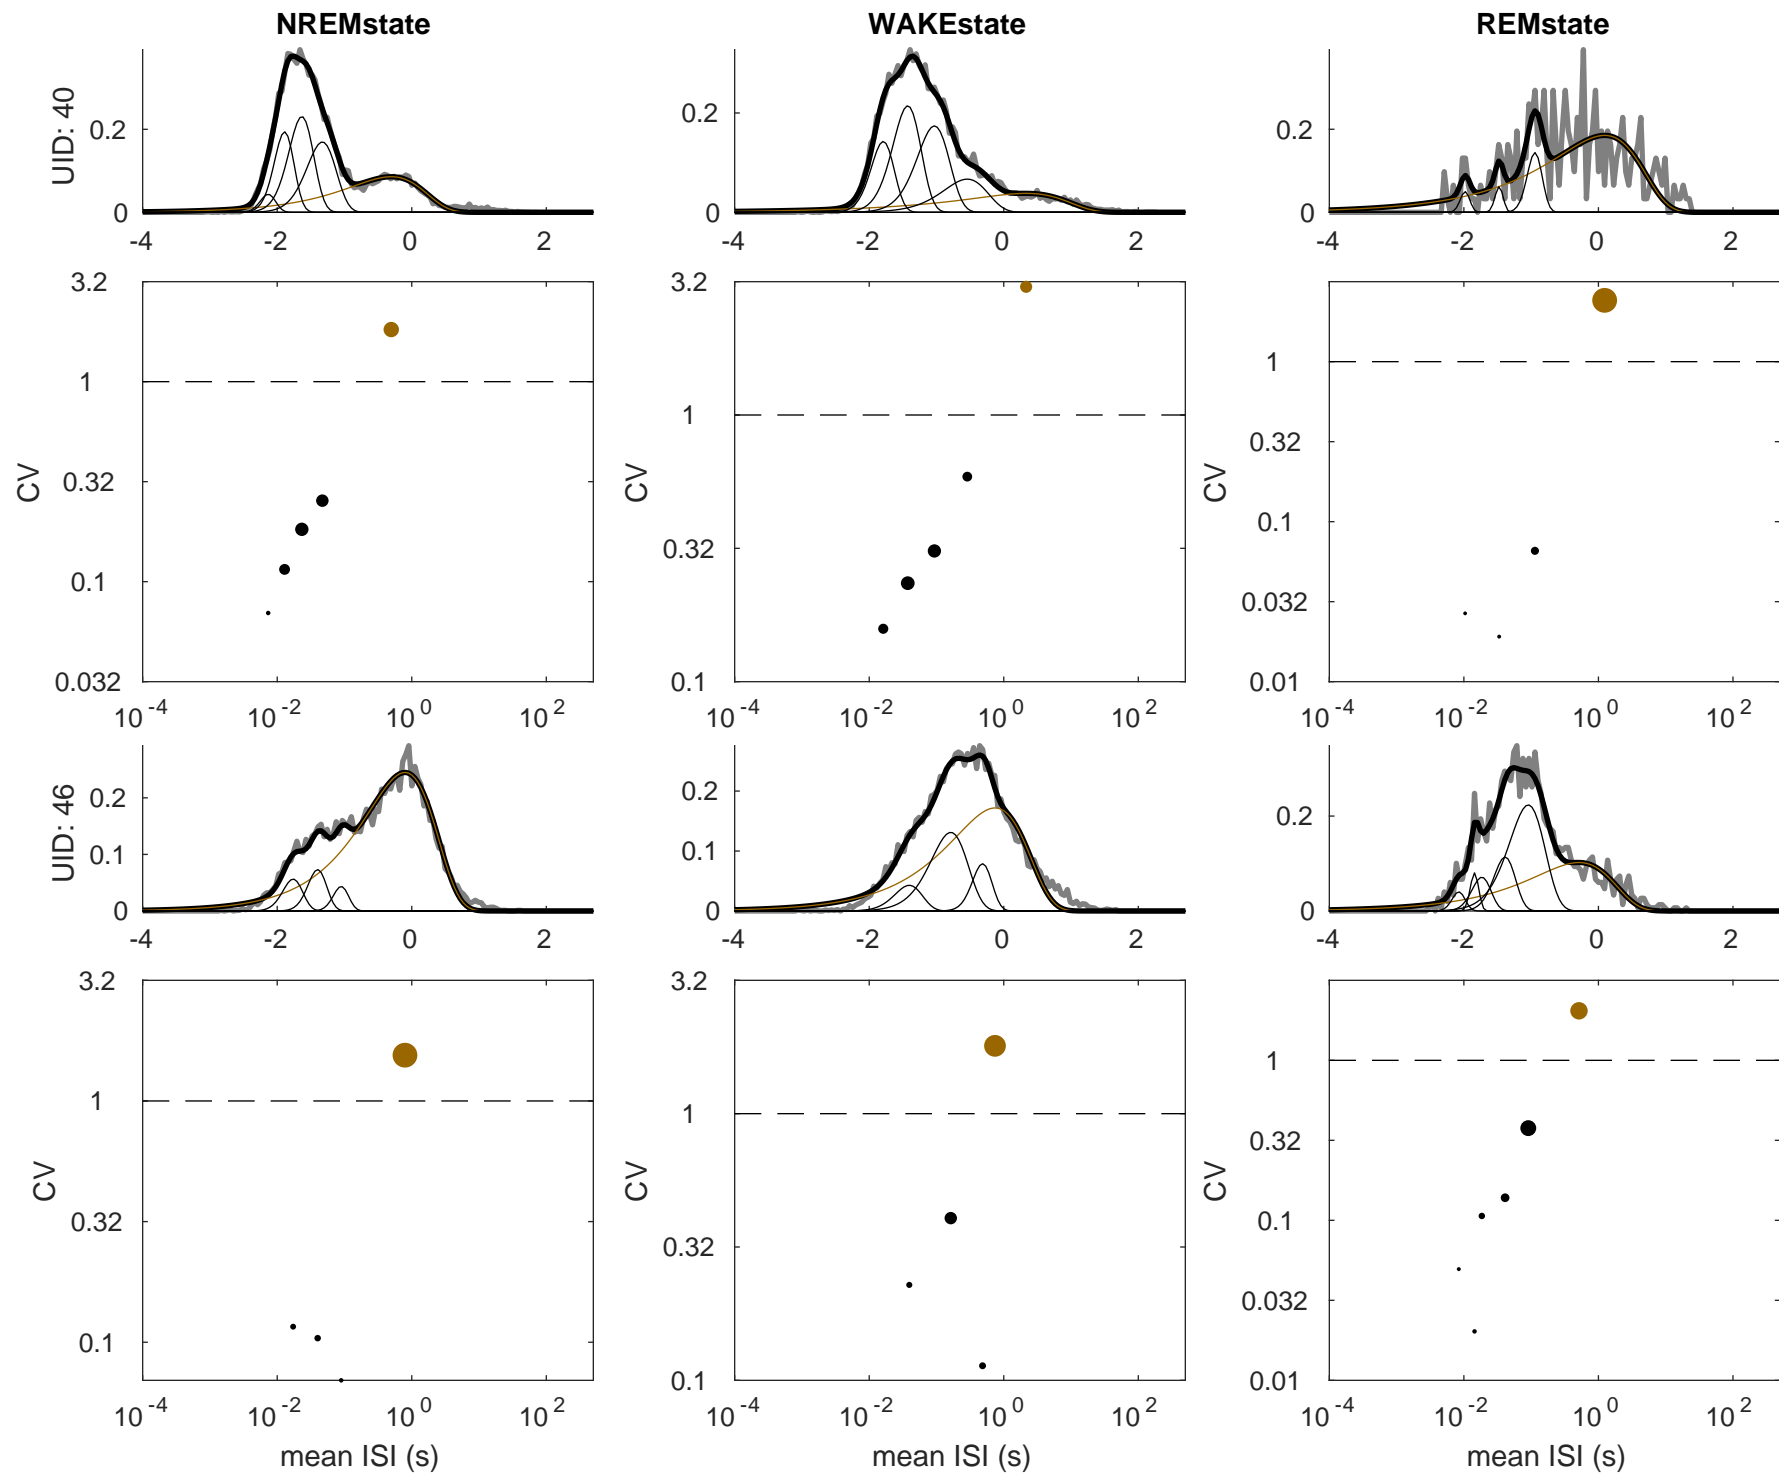 NREMstate WAKEstate REMstate
UID: 40
0.2 0.2 0.2
0 0 0
-4 -2 0 2 -4 -2 0 2 -4 -2 0 2
CV 3.2 1 0.32 0.1 0.032
10^-4 10^-2 10^0 10^2
CV 3.2 1 0.32 0.1
10^-4 10^-2 10^0 10^2
CV 1 0.32 0.1 0.032 0.01
10^-4 10^-2 10^0 10^2
UID: 46
0.2 0.1 0
-4 -2 0 2
0.2 0.1 0
-4 -2 0 2
0.2 0
-4 -2 0 2
CV 3.2 1 0.32 0.1
10^-4 10^-2 10^0 10^2
mean ISI (s)
CV 3.2 1 0.32 0.1
10^-4 10^-2 10^0 10^2
mean ISI (s)
CV 1 0.32 0.1 0.032 0.01
10^-4 10^-2 10^0 10^2
mean ISI (s)